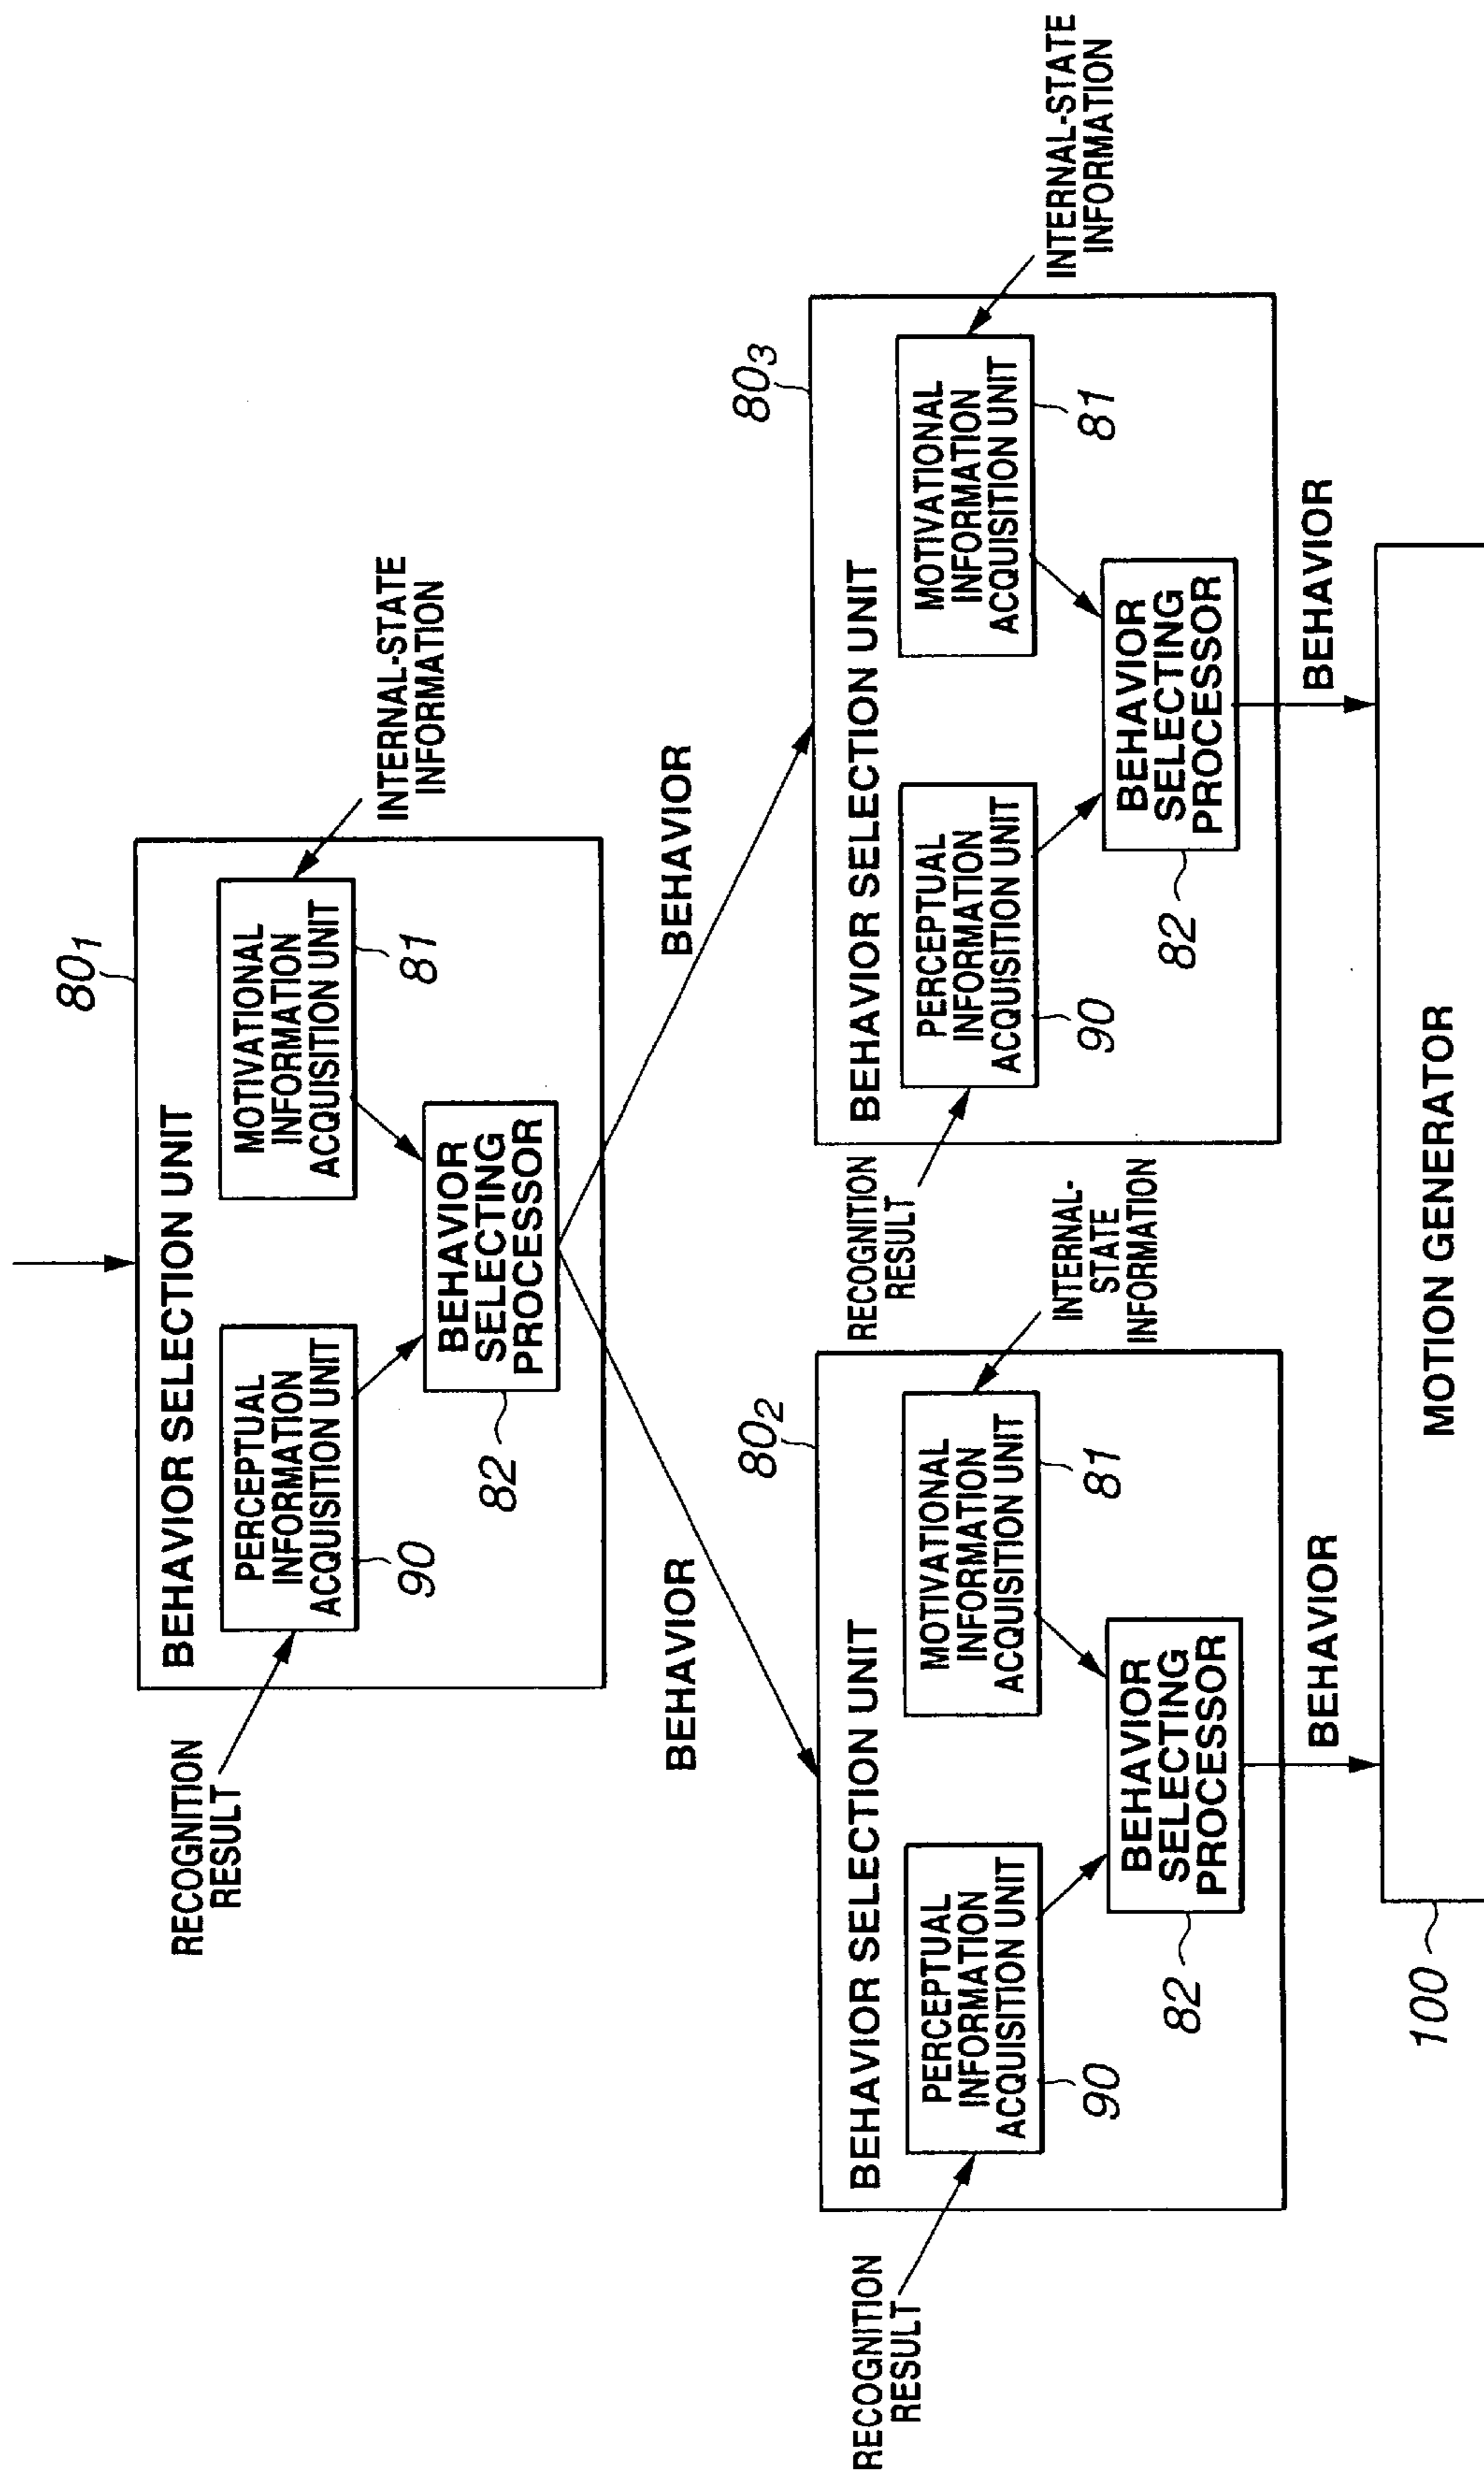 80₁
BEHAVIOR SELECTION UNIT
RECOGNITION
RESULT
PERCEPTUAL
INFORMATION
ACQUISITION UNIT
90
MOTIVATIONAL
INFORMATION
ACQUISITION UNIT
81
INTERNAL-STATE
INFORMATION
BEHAVIOR
SELECTING
PROCESSOR
82
BEHAVIOR
BEHAVIOR
80₂
BEHAVIOR SELECTION UNIT
RECOGNITION
RESULT
PERCEPTUAL
INFORMATION
ACQUISITION UNIT
90
MOTIVATIONAL
INFORMATION
ACQUISITION UNIT
81
INTERNAL-
STATE
INFORMATION
BEHAVIOR
SELECTING
PROCESSOR
82
BEHAVIOR
80₃
BEHAVIOR SELECTION UNIT
RECOGNITION
RESULT
PERCEPTUAL
INFORMATION
ACQUISITION UNIT
90
MOTIVATIONAL
INFORMATION
ACQUISITION UNIT
81
INTERNAL-STATE
INFORMATION
BEHAVIOR
SELECTING
PROCESSOR
82
BEHAVIOR
100
MOTION GENERATOR